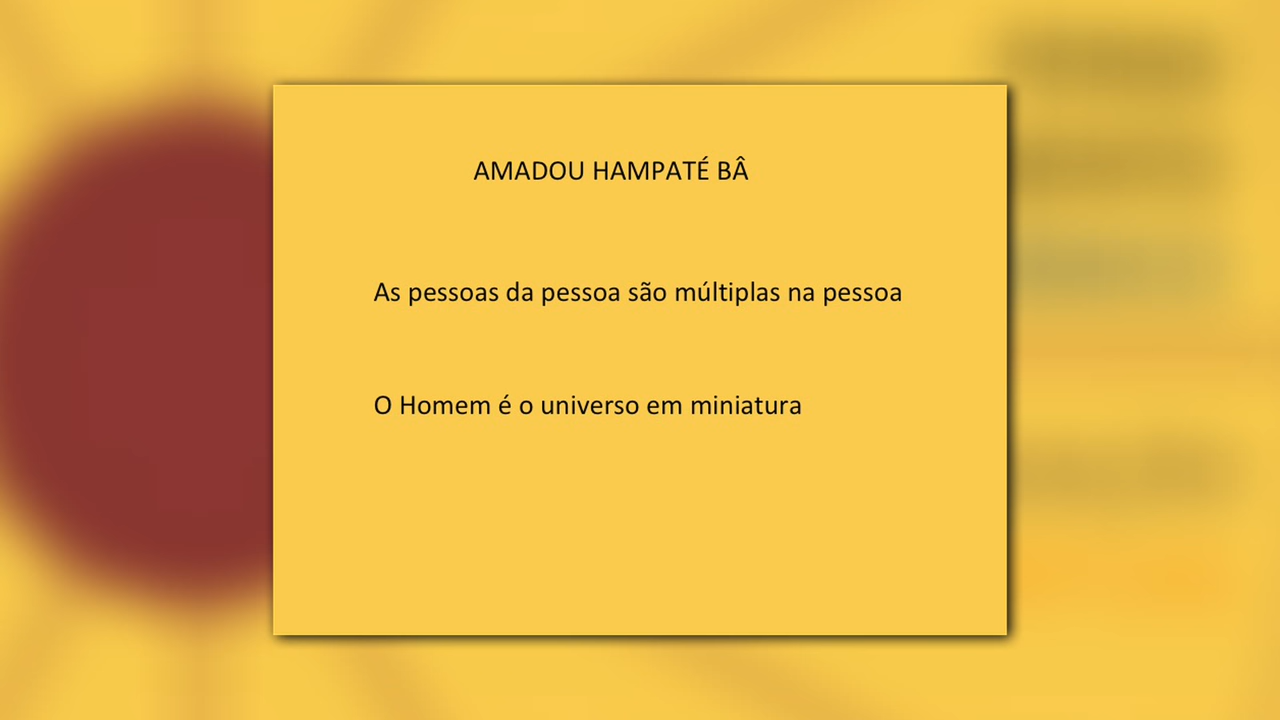 AMADOU HAMPATÉ BÂ
As pessoas da pessoa são múltiplas na pessoa
O Homem é o universo em miniatura